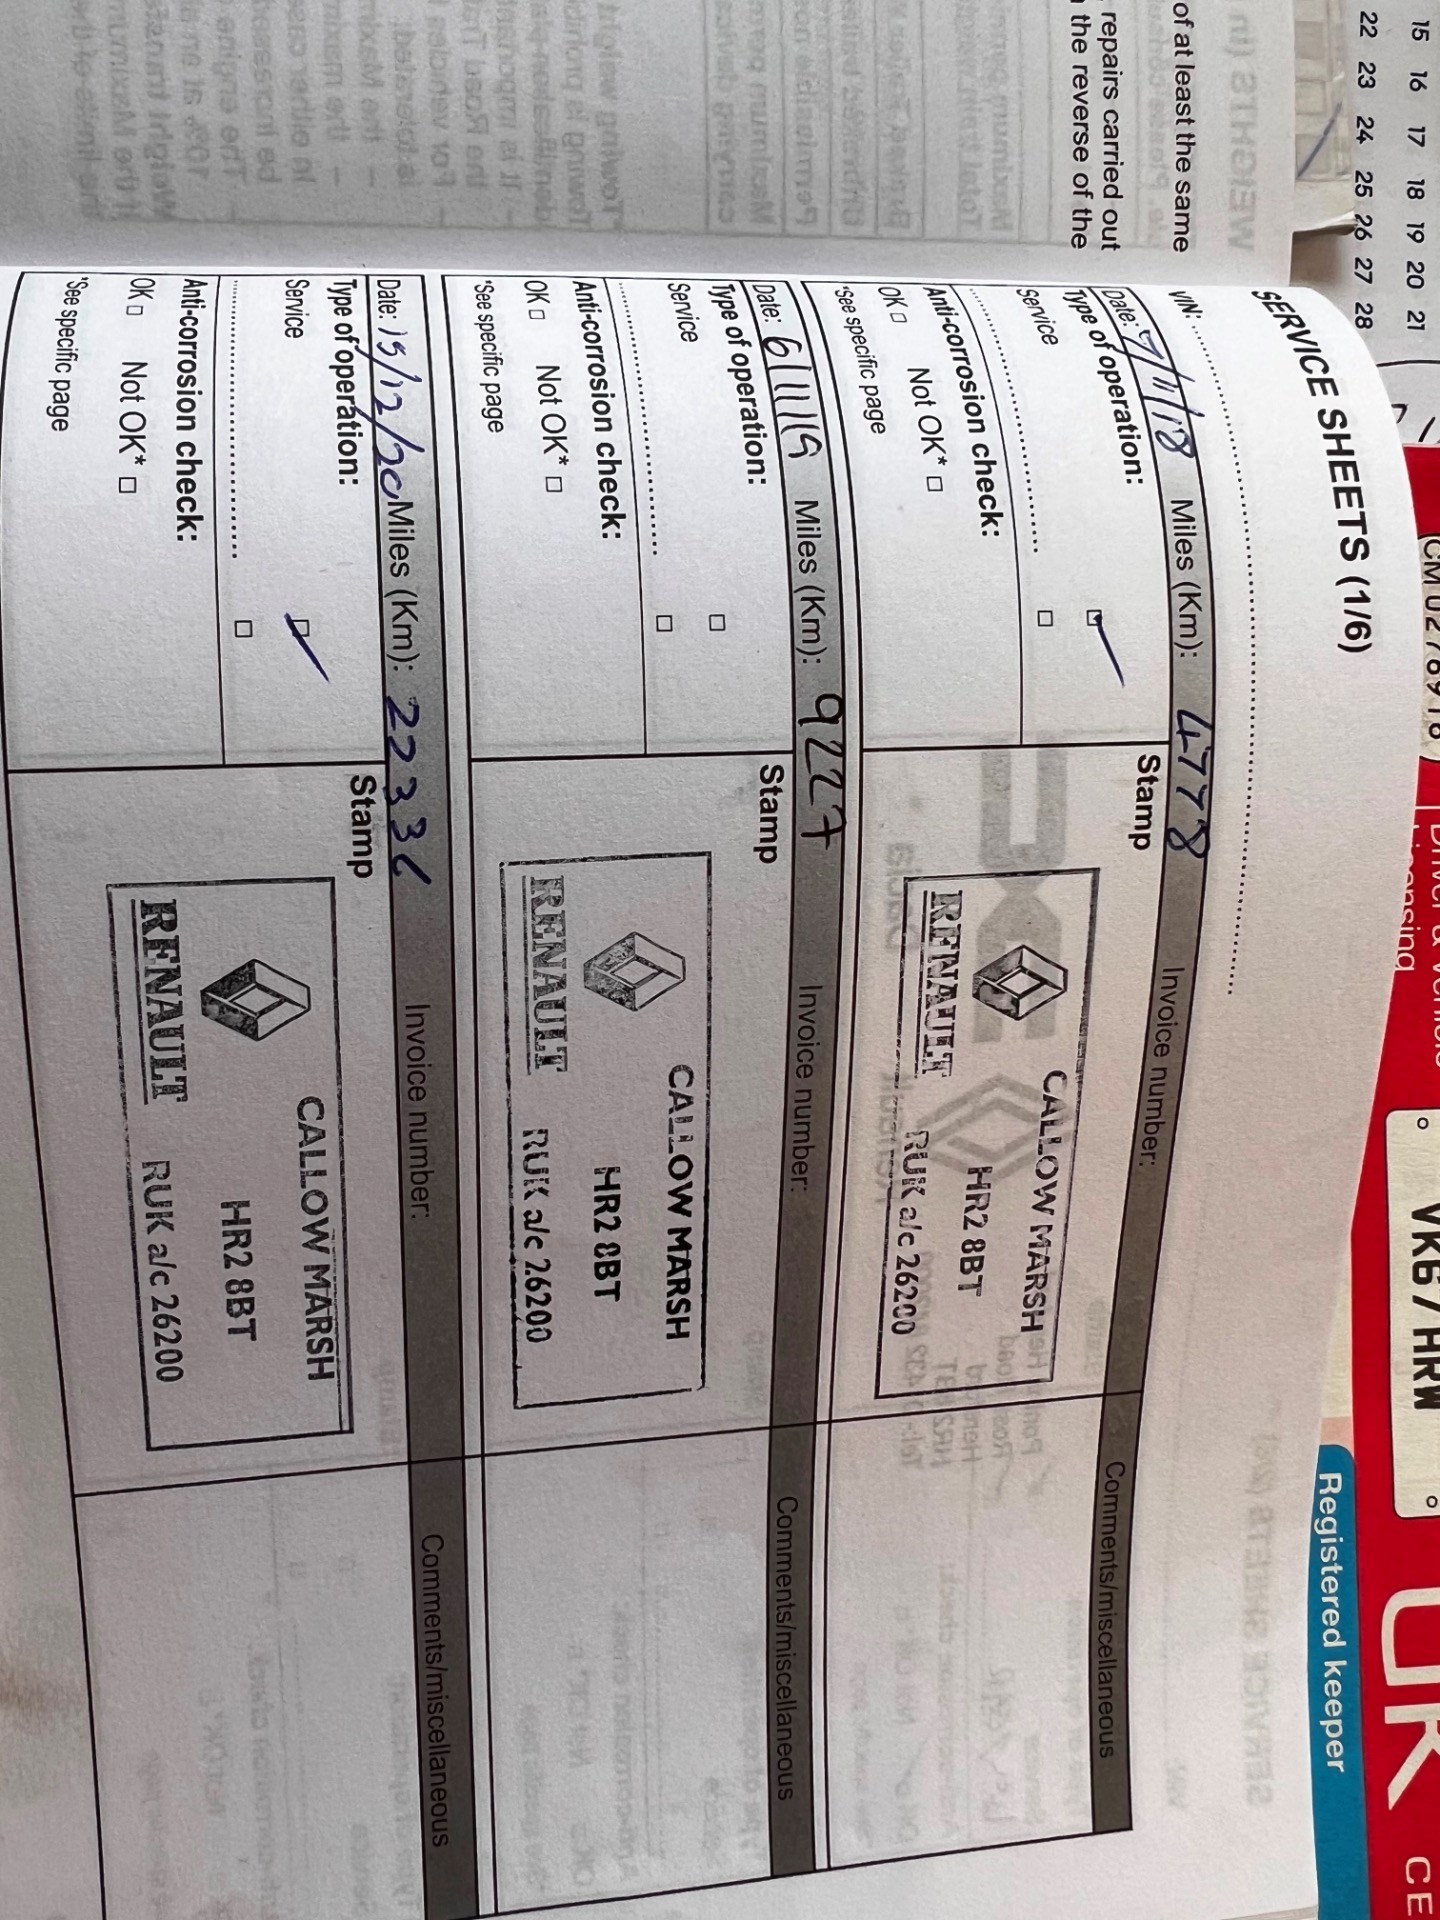 15 16 17 18 19 20 21
22 23 24 25 26 27 28
of at least the same
repairs carried out
the reverse of the
Licensing
VK67 HRW
UK
Registered keeper
SERVICE SHEETS (1/6)
VIN: ........................................................
Date: 7/11/18 Miles (Km): 4778 Invoice number: Comments/miscellaneous
Type of operation:
Service
Stamp
Anti-corrosion check:
OK □ Not OK* □
*See specific page
CALLOW MARSH
HR2 8BT
RENAULT RUK a/c 26200
Date: 6/11/19 Miles (Km): 9227 Invoice number: Comments/miscellaneous
Type of operation: □
Service □
Stamp
Anti-corrosion check:
OK □ Not OK* □
*See specific page
CALLOW MARSH
HR2 8BT
RENAULT RUK a/c 26200
Date: 15/12/20 Miles (Km): 22336 Invoice number: Comments/miscellaneous
Type of operation:
Service
Stamp
Anti-corrosion check:
OK □ Not OK* □
*See specific page
CALLOW MARSH
HR2 8BT
RENAULT RUK a/c 26200